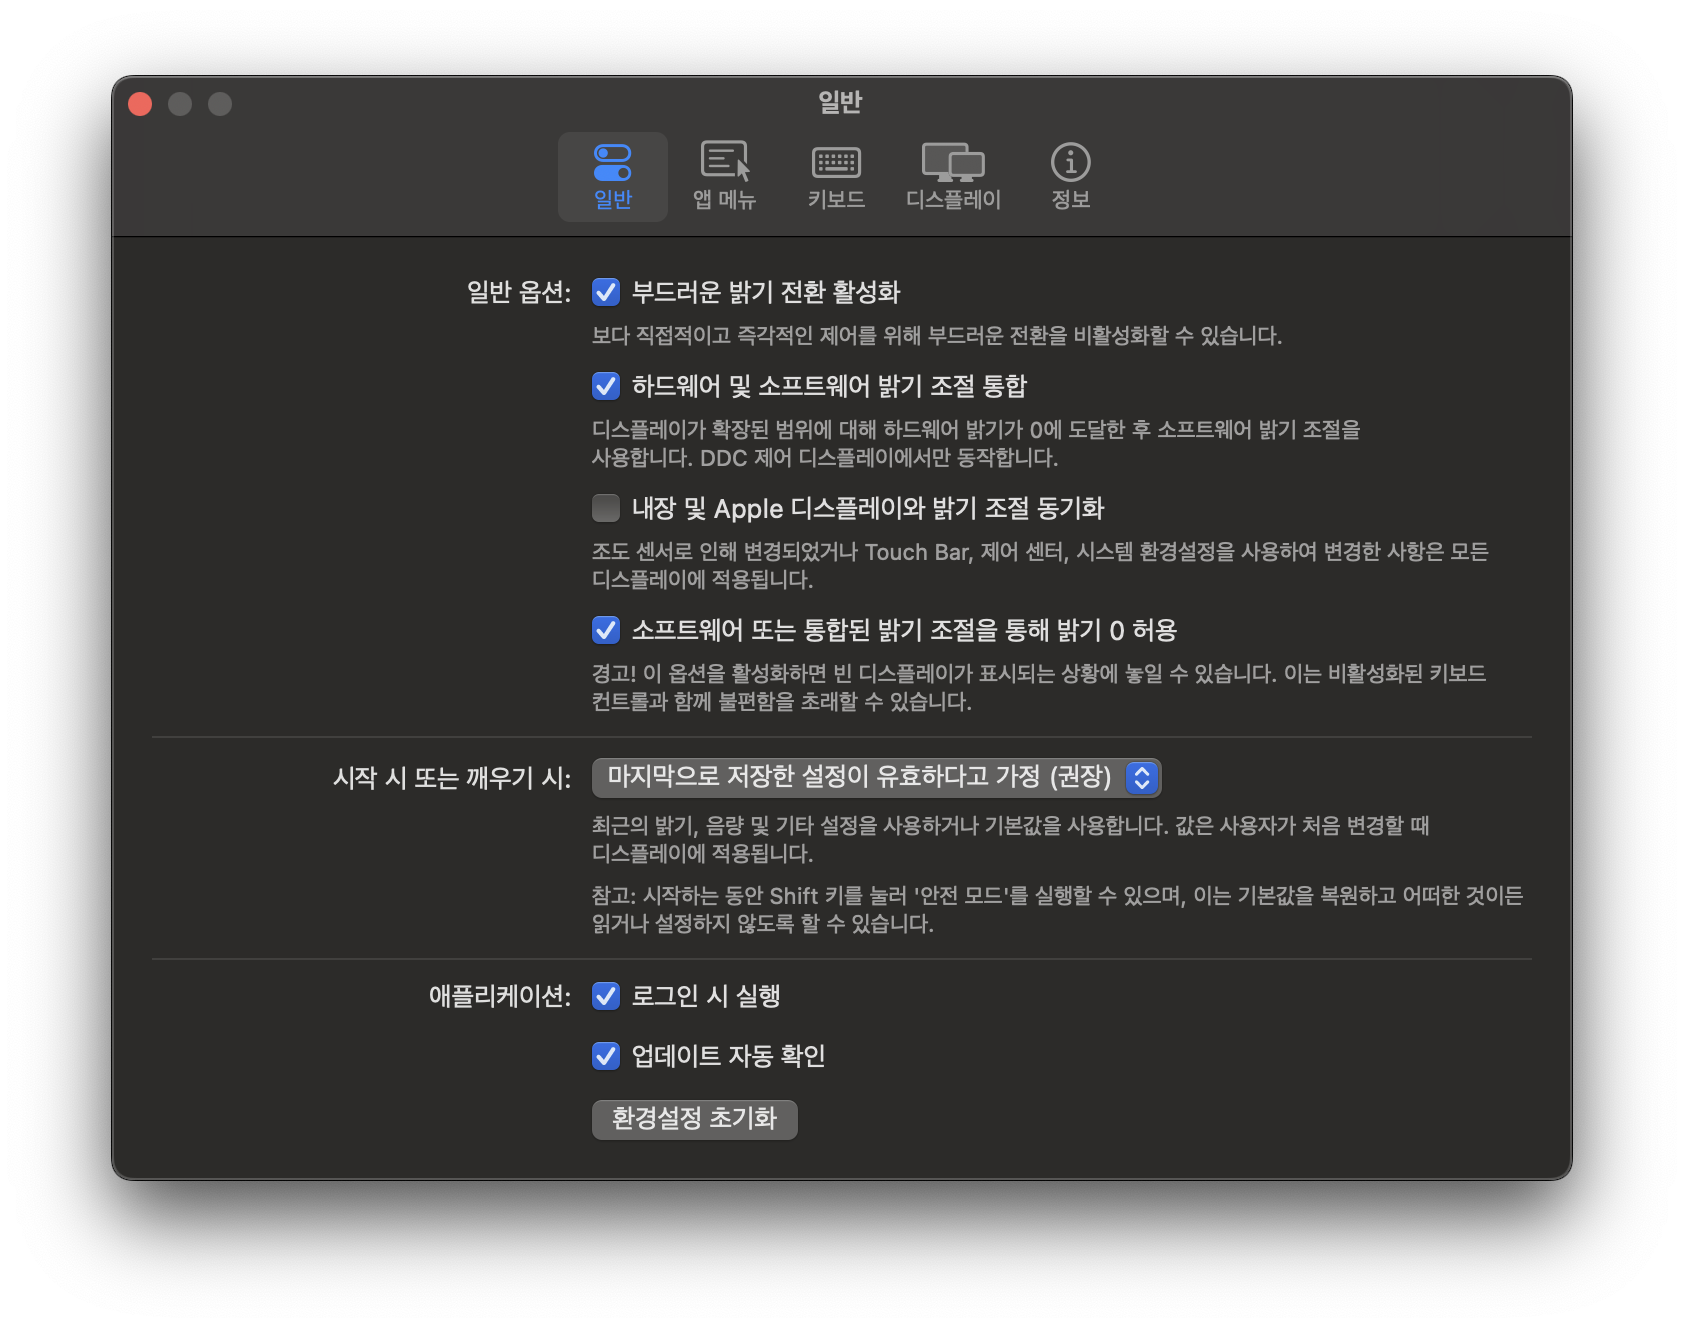 일반
일반
앱 메뉴
키보드
디스플레이
정보
일반 옵션:
부드러운 밝기 전환 활성화
보다 직접적이고 즉각적인 제어를 위해 부드러운 전환을 비활성화할 수 있습니다.
하드웨어 및 소프트웨어 밝기 조절 통합
디스플레이가 확장된 범위에 대해 하드웨어 밝기가 0에 도달한 후 소프트웨어 밝기 조절을
사용합니다. DDC 제어 디스플레이에서만 동작합니다.
내장 및 Apple 디스플레이와 밝기 조절 동기화
조도 센서로 인해 변경되었거나 Touch Bar, 제어 센터, 시스템 환경설정을 사용하여 변경한 사항은 모든
디스플레이에 적용됩니다.
소프트웨어 또는 통합된 밝기 조절을 통해 밝기 0 허용
경고! 이 옵션을 활성화하면 빈 디스플레이가 표시되는 상황에 놓일 수 있습니다. 이는 비활성화된 키보드
컨트롤과 함께 불편함을 초래할 수 있습니다.
시작 시 또는 깨우기 시:
마지막으로 저장한 설정이 유효하다고 가정 (권장)
최근의 밝기, 음량 및 기타 설정을 사용하거나 기본값을 사용합니다. 값은 사용자가 처음 변경할 때
디스플레이에 적용됩니다.
참고: 시작하는 동안 Shift 키를 눌러 '안전 모드'를 실행할 수 있으며, 이는 기본값을 복원하고 어떠한 것이든
읽거나 설정하지 않도록 할 수 있습니다.
애플리케이션:
로그인 시 실행
업데이트 자동 확인
환경설정 초기화